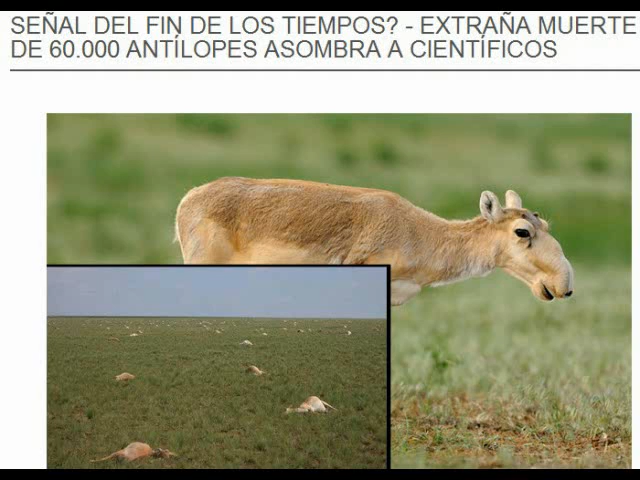 SEÑAL DEL FIN DE LOS TIEMPOS? - EXTRAÑA MUERTE
DE 60.000 ANTÍLOPES ASOMBRA A CIENTÍFICOS